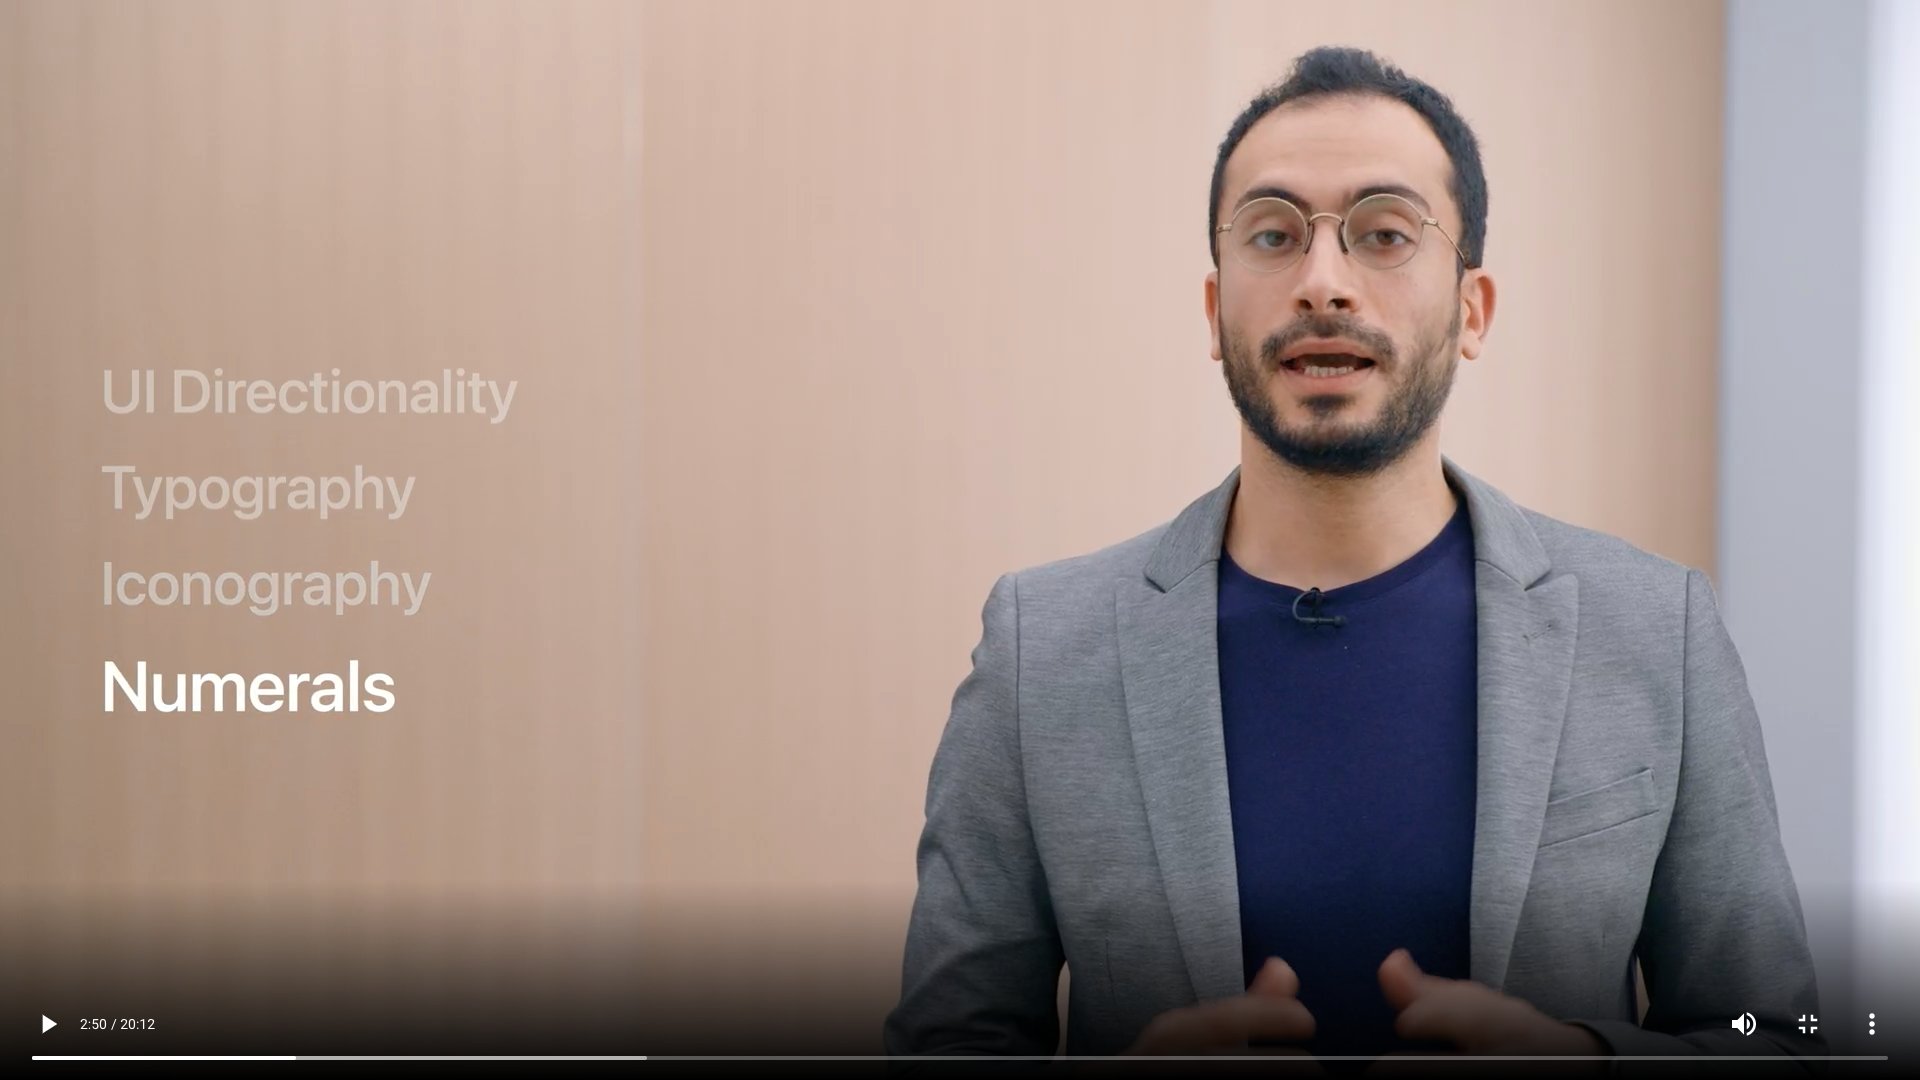 UI Directionality
Typography
Iconography
Numerals
2:50 / 20:12